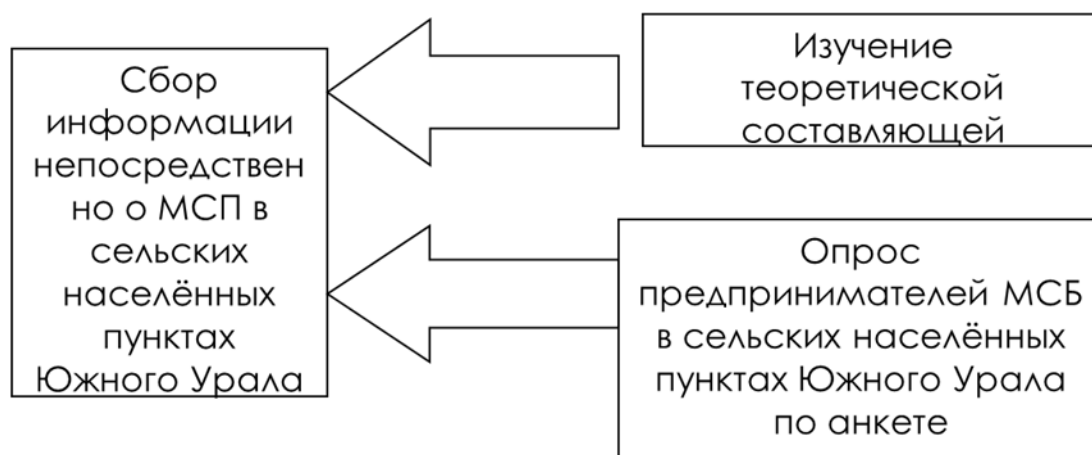 Сбор
информации
непосредствен
но о МСП в
сельских
населённых
пунктах
Южного Урала
Изучение
теоретической
составляющей
Опрос
предпринимателей МСБ
в сельских населённых
пунктах Южного Урала
по анкете